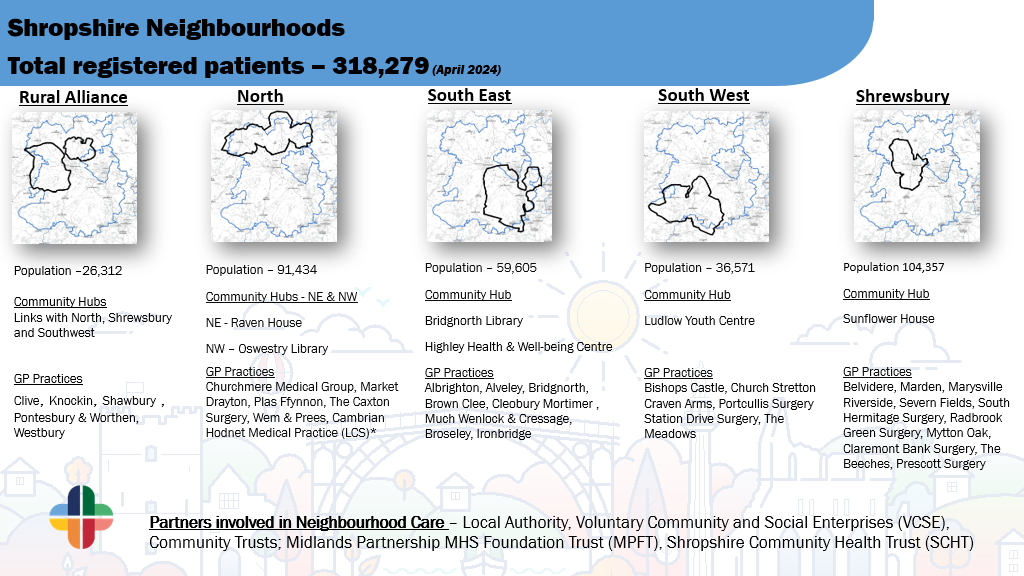 Shropshire Neighbourhoods
Total registered patients – 318,279 (April 2024)
Rural Alliance
Population –26,312
Community Hubs
Links with North, Shrewsbury
and Southwest
GP Practices
Clive, Knockin, Shawbury ,
Pontesbury & Worthen,
Westbury
North
Population – 91,434
Community Hubs - NE & NW
NE - Raven House
NW – Oswestry Library
GP Practices
Churchmere Medical Group, Market
Drayton, Plas Ffynnon, The Caxton
Surgery, Wem & Prees, Cambrian
Hodnet Medical Practice (LCS)*
South East
Population – 59,605
Community Hub
Bridgnorth Library
Highley Health & Well-being Centre
GP Practices
Albrighton, Alveley, Bridgnorth,
Brown Clee, Cleobury Mortimer ,
Much Wenlock & Cressage,
Broseley, Ironbridge
South West
Population – 36,571
Community Hub
Ludlow Youth Centre
GP Practices
Bishops Castle, Church Stretton
Craven Arms, Portcullis Surgery
Station Drive Surgery, The
Meadows
Shrewsbury
Population 104,357
Community Hub
Sunflower House
GP Practices
Belvidere, Marden, Marysville
Riverside, Severn Fields, South
Hermitage Surgery, Radbrook
Green Surgery, Mytton Oak,
Claremont Bank Surgery, The
Beeches, Prescott Surgery
Partners involved in Neighbourhood Care – Local Authority, Voluntary Community and Social Enterprises (VCSE),
Community Trusts; Midlands Partnership MHS Foundation Trust (MPFT), Shropshire Community Health Trust (SCHT)